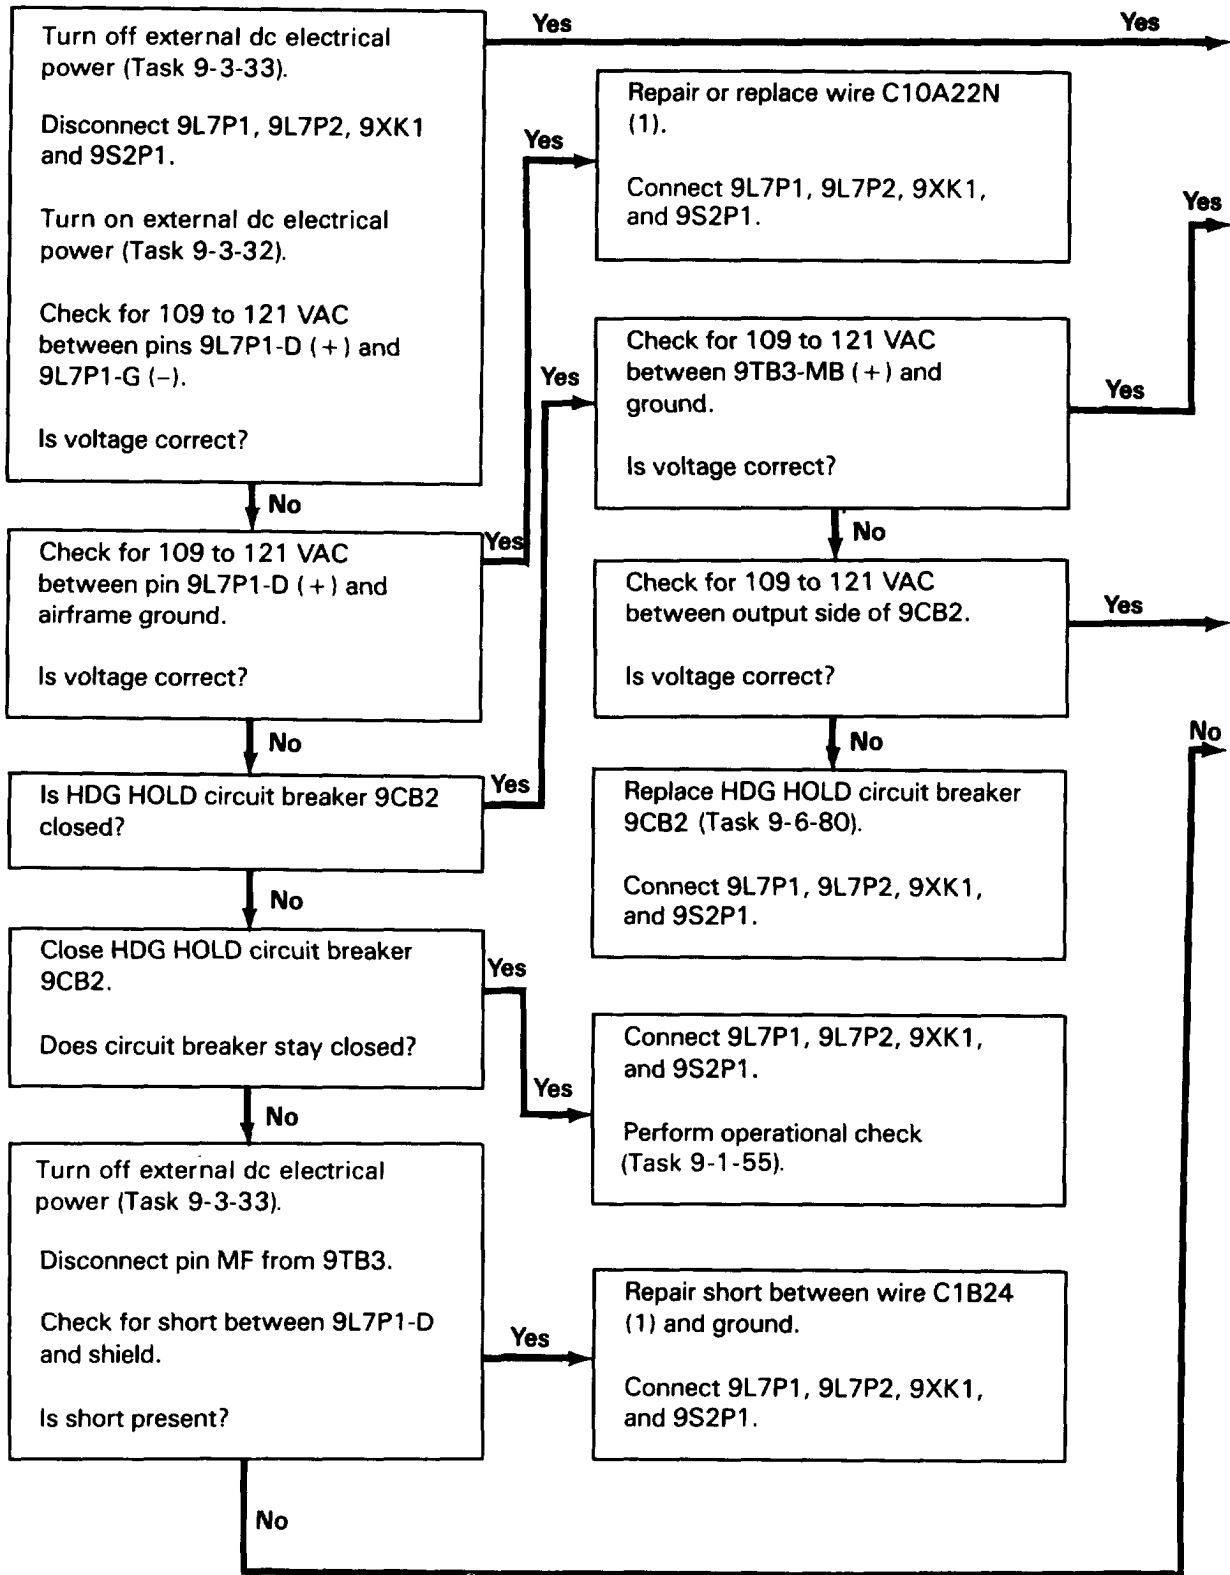 Turn off external dc electrical
power (Task 9-3-33).
Disconnect 9L7P1, 9L7P2, 9XK1
and 9S2P1.
Turn on external dc electrical
power (Task 9-3-32).
Check for 109 to 121 VAC
between pins 9L7P1-D (+) and
9L7P1-G (–).
Is voltage correct?
Yes
Yes
No
Yes
Repair or replace wire C10A22N
(1).
Connect 9L7P1, 9L7P2, 9XK1,
and 9S2P1.
Yes
Check for 109 to 121 VAC
between pin 9L7P1-D (+) and
airframe ground.
Is voltage correct?
Yes
No
Yes
Check for 109 to 121 VAC
between 9TB3-MB (+) and
ground.
Is voltage correct?
Yes
No
Is HDG HOLD circuit breaker 9CB2
closed?
Yes
No
Check for 109 to 121 VAC
between output side of 9CB2.
Is voltage correct?
Yes
No
No
Replace HDG HOLD circuit breaker
9CB2 (Task 9-6-80).
Connect 9L7P1, 9L7P2, 9XK1,
and 9S2P1.
Close HDG HOLD circuit breaker
9CB2.
Does circuit breaker stay closed?
Yes
Yes
No
Connect 9L7P1, 9L7P2, 9XK1,
and 9S2P1.
Perform operational check
(Task 9-1-55).
Turn off external dc electrical
power (Task 9-3-33).
Disconnect pin MF from 9TB3.
Check for short between 9L7P1-D
and shield.
Is short present?
Yes
Repair short between wire C1B24
(1) and ground.
Connect 9L7P1, 9L7P2, 9XK1,
and 9S2P1.
No